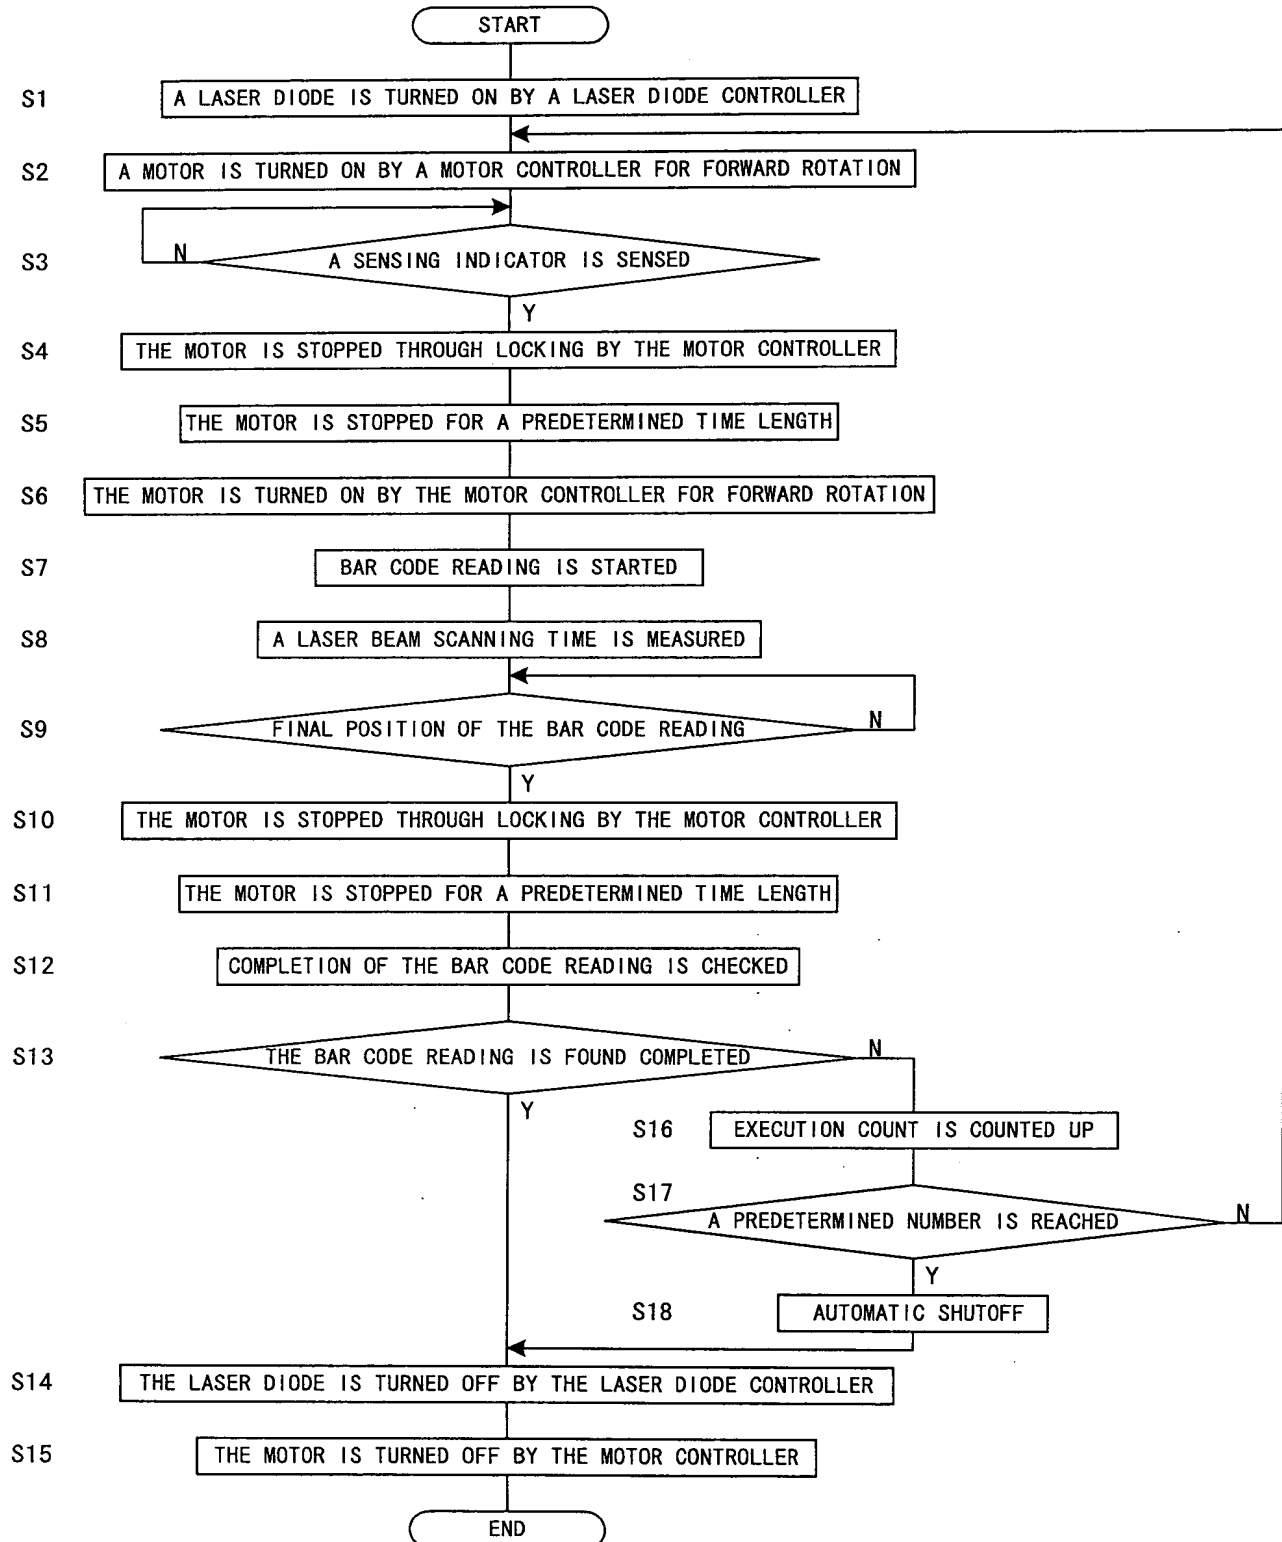 START
S1 A LASER DIODE IS TURNED ON BY A LASER DIODE CONTROLLER
S2 A MOTOR IS TURNED ON BY A MOTOR CONTROLLER FOR FORWARD ROTATION
N
S3 A SENSING INDICATOR IS SENSED
Y
S4 THE MOTOR IS STOPPED THROUGH LOCKING BY THE MOTOR CONTROLLER
S5 THE MOTOR IS STOPPED FOR A PREDETERMINED TIME LENGTH
S6 THE MOTOR IS TURNED ON BY THE MOTOR CONTROLLER FOR FORWARD ROTATION
S7 BAR CODE READING IS STARTED
S8 A LASER BEAM SCANNING TIME IS MEASURED
S9 FINAL POSITION OF THE BAR CODE READING N
Y
S10 THE MOTOR IS STOPPED THROUGH LOCKING BY THE MOTOR CONTROLLER
S11 THE MOTOR IS STOPPED FOR A PREDETERMINED TIME LENGTH
S12 COMPLETION OF THE BAR CODE READING IS CHECKED
S13 THE BAR CODE READING IS FOUND COMPLETED N
Y
S16 EXECUTION COUNT IS COUNTED UP
S17
A PREDETERMINED NUMBER IS REACHED N
Y
S18 AUTOMATIC SHUTOFF
S14 THE LASER DIODE IS TURNED OFF BY THE LASER DIODE CONTROLLER
S15 THE MOTOR IS TURNED OFF BY THE MOTOR CONTROLLER
END